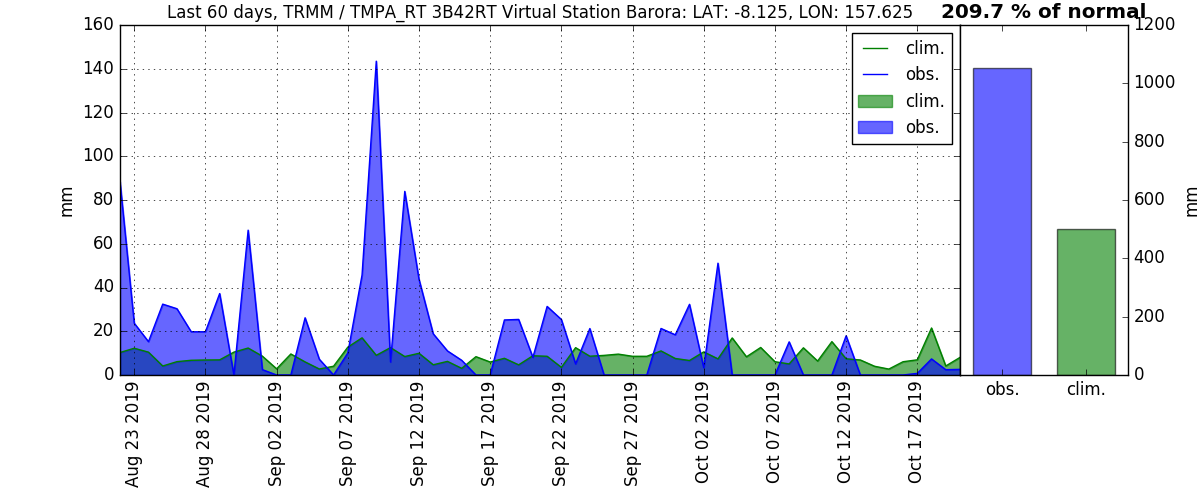 Last 60 days, TRMM / TMPA_RT 3B42RT Virtual Station Barora: LAT: -8.125, LON: 157.625
209.7 % of normal
160
140
120
100
80
60
40
20
0
mm
clim.
obs.
clim.
obs.
1200
1000
800
600
400
200
0
mm
Aug 23 2019
Aug 28 2019
Sep 02 2019
Sep 07 2019
Sep 12 2019
Sep 17 2019
Sep 22 2019
Sep 27 2019
Oct 02 2019
Oct 07 2019
Oct 12 2019
Oct 17 2019
obs.
clim.